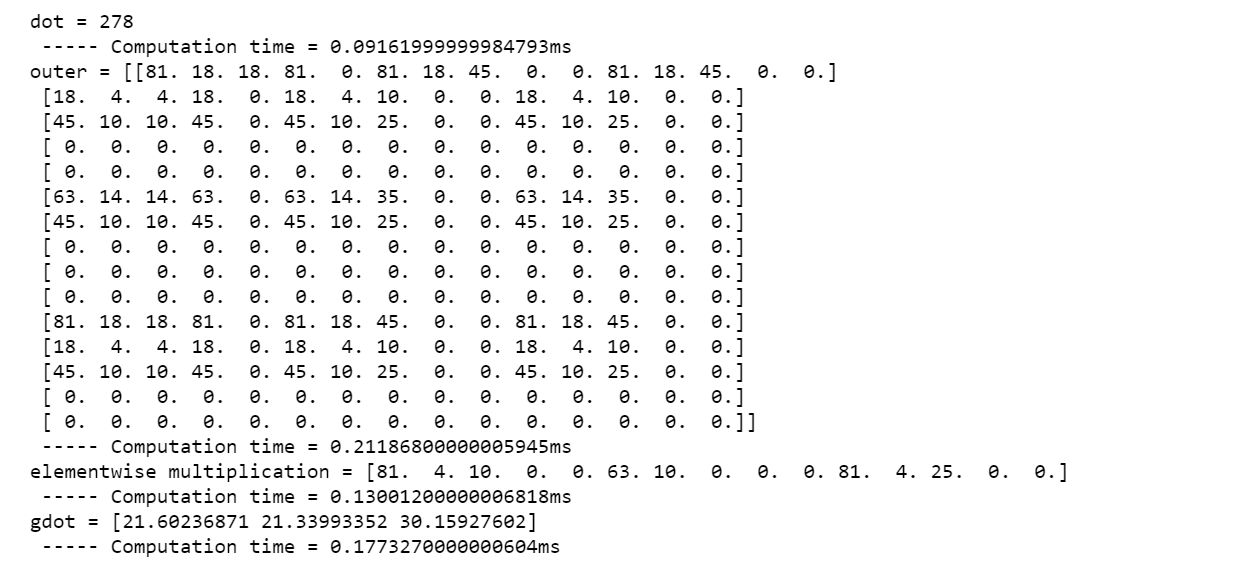 dot = 278
 ----- Computation time = 0.09161999999984793ms
outer = [[81. 18. 18. 81.  0. 81. 18. 45.  0.  0. 81. 18. 45.  0.  0.]
 [18.  4.  4. 18.  0. 18.  4. 10.  0.  0. 18.  4. 10.  0.  0.]
 [45. 10. 10. 45.  0. 45. 10. 25.  0.  0. 45. 10. 25.  0.  0.]
 [ 0.  0.  0.  0.  0.  0.  0.  0.  0.  0.  0.  0.  0.  0.  0.]
 [ 0.  0.  0.  0.  0.  0.  0.  0.  0.  0.  0.  0.  0.  0.  0.]
 [63. 14. 14. 63.  0. 63. 14. 35.  0.  0. 63. 14. 35.  0.  0.]
 [45. 10. 10. 45.  0. 45. 10. 25.  0.  0. 45. 10. 25.  0.  0.]
 [ 0.  0.  0.  0.  0.  0.  0.  0.  0.  0.  0.  0.  0.  0.  0.]
 [ 0.  0.  0.  0.  0.  0.  0.  0.  0.  0.  0.  0.  0.  0.  0.]
 [ 0.  0.  0.  0.  0.  0.  0.  0.  0.  0.  0.  0.  0.  0.  0.]
 [81. 18. 18. 81.  0. 81. 18. 45.  0.  0. 81. 18. 45.  0.  0.]
 [18.  4.  4. 18.  0. 18.  4. 10.  0.  0. 18.  4. 10.  0.  0.]
 [45. 10. 10. 45.  0. 45. 10. 25.  0.  0. 45. 10. 25.  0.  0.]
 [ 0.  0.  0.  0.  0.  0.  0.  0.  0.  0.  0.  0.  0.  0.  0.]
 [ 0.  0.  0.  0.  0.  0.  0.  0.  0.  0.  0.  0.  0.  0.  0.]]
 ----- Computation time = 0.21186800000005945ms
elementwise multiplication = [81.  4. 10.  0.  0. 63. 10.  0.  0.  0. 81.  4. 25.  0.  0.]
 ----- Computation time = 0.13001200000006818ms
gdot = [21.60236871 21.33993352 30.15927602]
 ----- Computation time = 0.1773270000000604ms